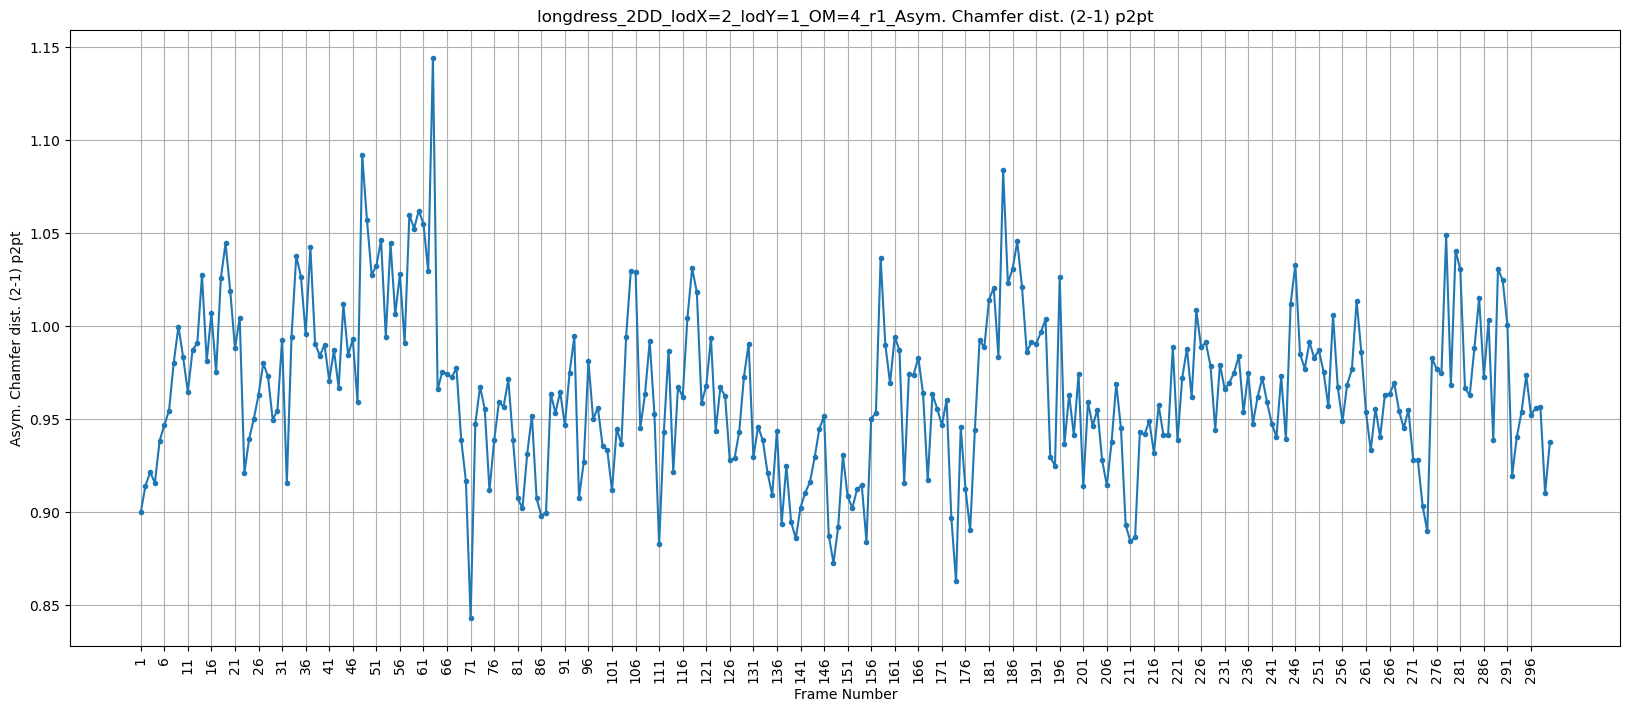 longdress_2DD_lodX=2_lodY=1_OM=4_r1_Asym. Chamfer dist. (2-1) p2pt
Asym. Chamfer dist. (2-1) p2pt
1.15
1.10
1.05
1.00
0.95
0.90
0.85
1 6 11 16 21 26 31 36 41 46 51 56 61 66 71 76 81 86 91 96 101 106 111 116 121 126 131 136 141 146 151 156 161 166 171 176 181 186 191 196 201 206 211 216 221 226 231 236 241 246 251 256 261 266 271 276 281 286 291 296
Frame Number